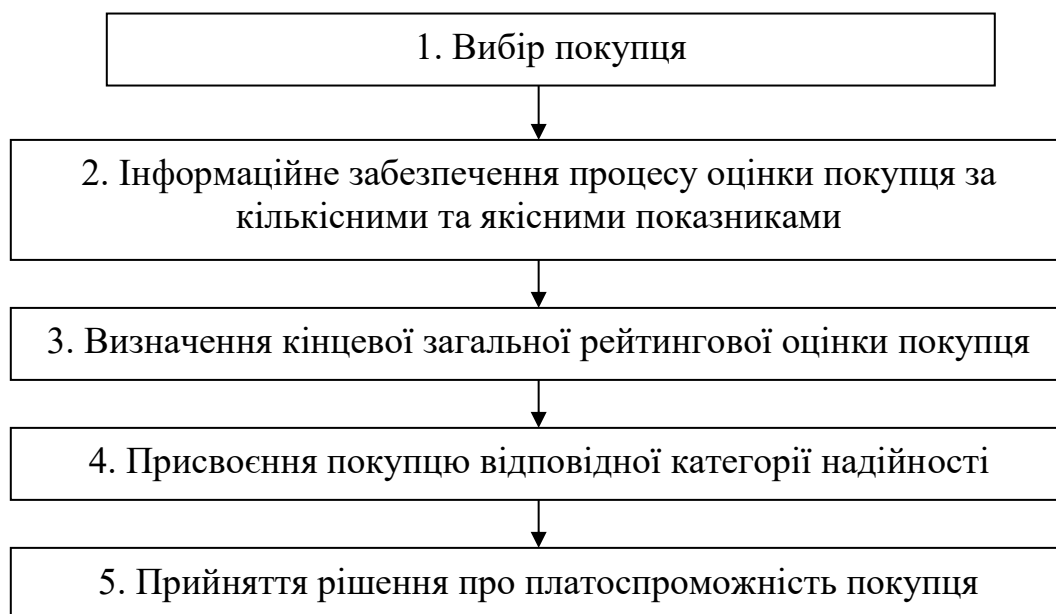 1. Вибір покупця
2. Інформаційне забезпечення процесу оцінки покупця за
кількісними та якісними показниками
3. Визначення кінцевої загальної рейтингової оцінки покупця
4. Присвоєння покупцю відповідної категорії надійності
5. Прийняття рішення про платоспроможність покупця